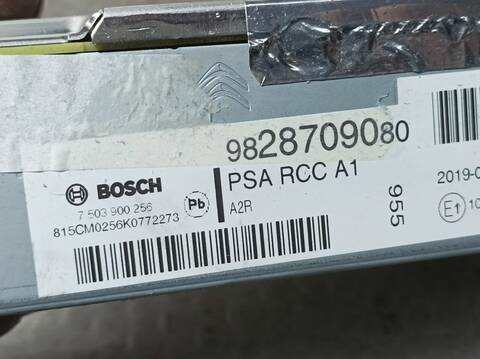 9828709080
BOSCH
PSA RCC A1
2019-0
7 503 900 256
Pb
A2R
955
815CM0256K0772273
E1
10